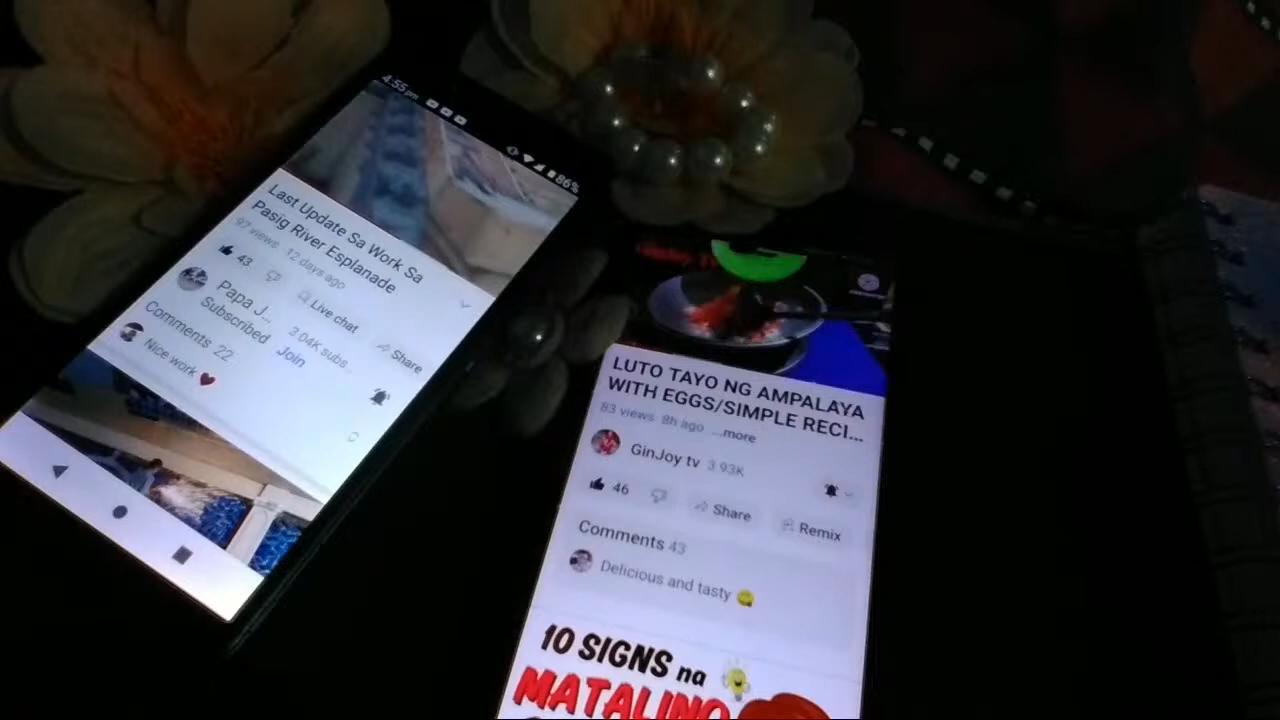 4:55 pm
86%
Last Update Sa Work Sa
Pasig River Esplanade
97 views 12 days ago
43
Live chat
Share
Papa J...
3.04K subs...
Subscribed
Join
Comments 22
Nice work ❤️
LUTO TAYO NG AMPALAYA
WITH EGGS/SIMPLE RECI...
83 views 8h ago ...more
GinJoy tv 3.93K
46
Share
Remix
Comments 43
Delicious and tasty 😋
10 SIGNS na
MATALINO